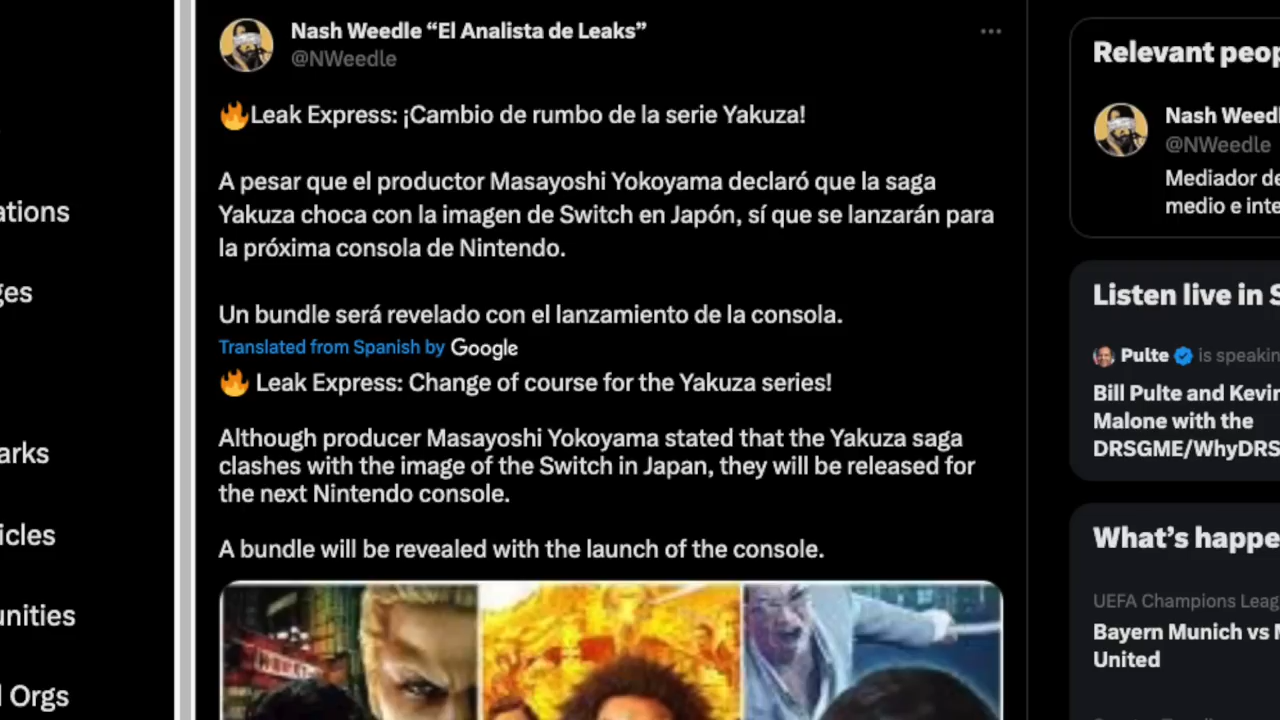 Nash Weedle “El Analista de Leaks”
@NWeedle
🔥Leak Express: ¡Cambio de rumbo de la serie Yakuza!
A pesar que el productor Masayoshi Yokoyama declaró que la saga
Yakuza choca con la imagen de Switch en Japón, sí que se lanzarán para
la próxima consola de Nintendo.
Un bundle será revelado con el lanzamiento de la consola.
Translated from Spanish by Google
🔥 Leak Express: Change of course for the Yakuza series!
Although producer Masayoshi Yokoyama stated that the Yakuza saga
clashes with the image of the Switch in Japan, they will be released for
the next Nintendo console.
A bundle will be revealed with the launch of the console.
ations
ges
arks
icles
unities
d Orgs
Relevant peop
Nash Weedl
@NWeedle
Mediador de
medio e inte
Listen live in S
Pulte is speakin
Bill Pulte and Kevin
Malone with the
DRSGME/WhyDRS
What’s happe
UEFA Champions Leag
Bayern Munich vs M
United